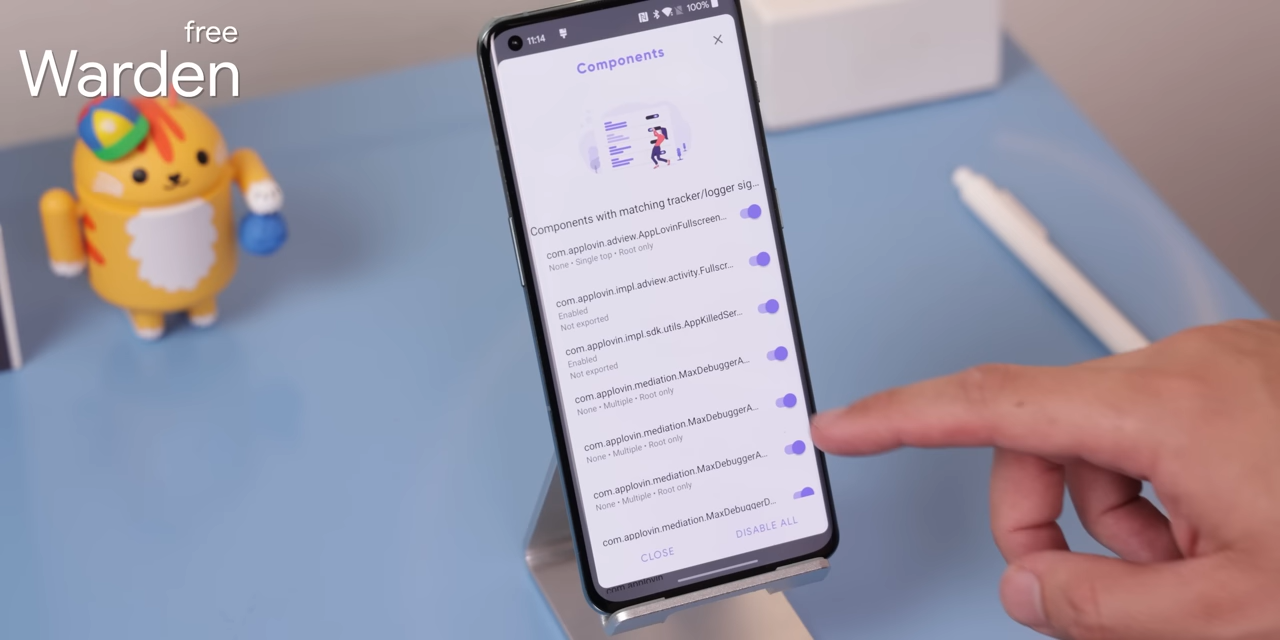 free
Warden
11:14
100%
Components
Components with matching tracker/logger sig...
com.applovin.adview.AppLovinFullscreen...
None • Single top • Root only
com.applovin.impl.adview.activity.Fullscr...
Enabled
Not exported
com.applovin.impl.sdk.utils.AppKilledSer...
Enabled
Not exported
com.applovin.mediation.MaxDebuggerA...
None • Multiple • Root only
com.applovin.mediation.MaxDebuggerA...
None • Multiple • Root only
com.applovin.mediation.MaxDebuggerA...
None • Multiple • Root only
com.applovin.mediation.MaxDebuggerD...
CLOSE
DISABLE ALL
com applovin